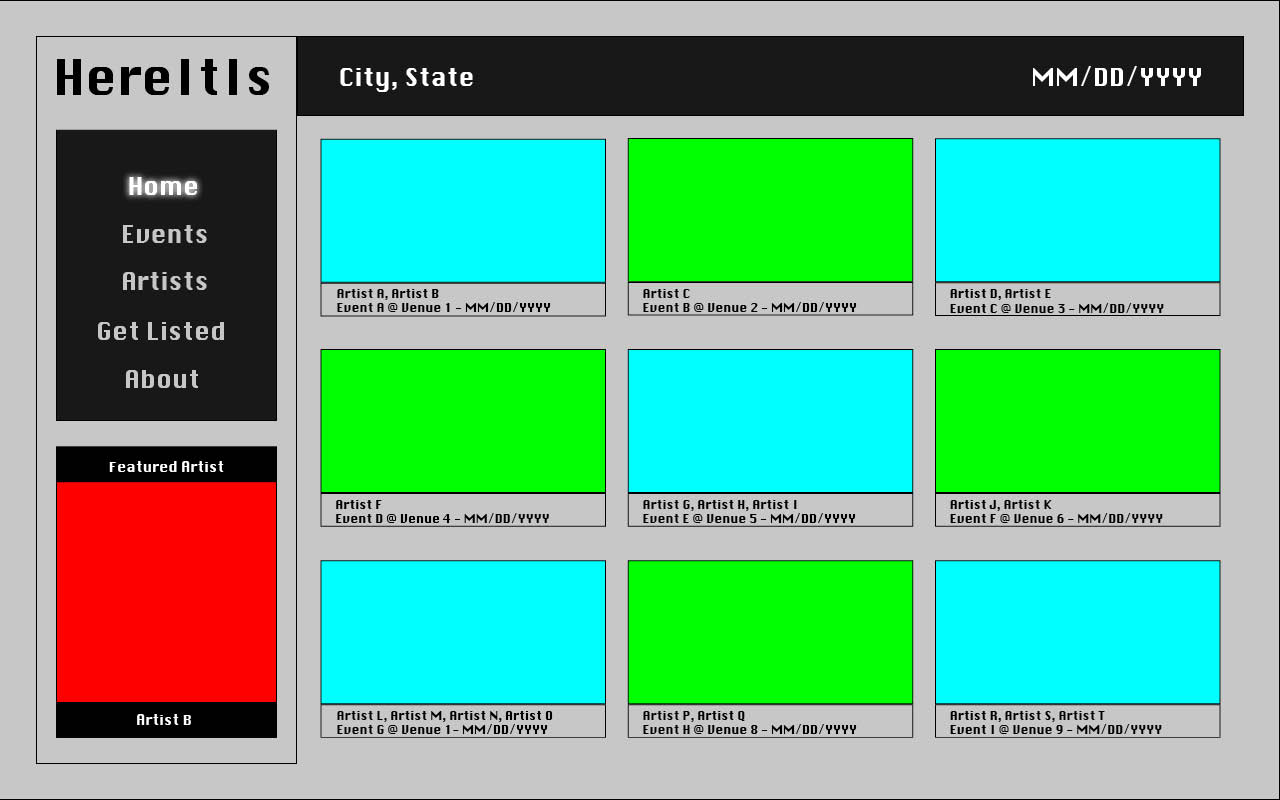 HereItIs
City, State
MM/DD/YYYY
Home
Events
Artists
Get Listed
About
Featured Artist
Artist B
Artist A, Artist B
Event A @ Venue 1 - MM/DD/YYYY
Artist C
Event B @ Venue 2 - MM/DD/YYYY
Artist D, Artist E
Event C @ Venue 3 - MM/DD/YYYY
Artist F
Event D @ Venue 4 - MM/DD/YYYY
Artist G, Artist H, Artist I
Event E @ Venue 5 - MM/DD/YYYY
Artist J, Artist K
Event F @ Venue 6 - MM/DD/YYYY
Artist L, Artist M, Artist N, Artist O
Event G @ Venue 1- MM/DD/YYYY
Artist P, Artist Q
Event H @ Venue 8 - MM/DD/YYYY
Artist R, Artist S, Artist T
Event I @ Venue 9 - MM/DD/YYYY